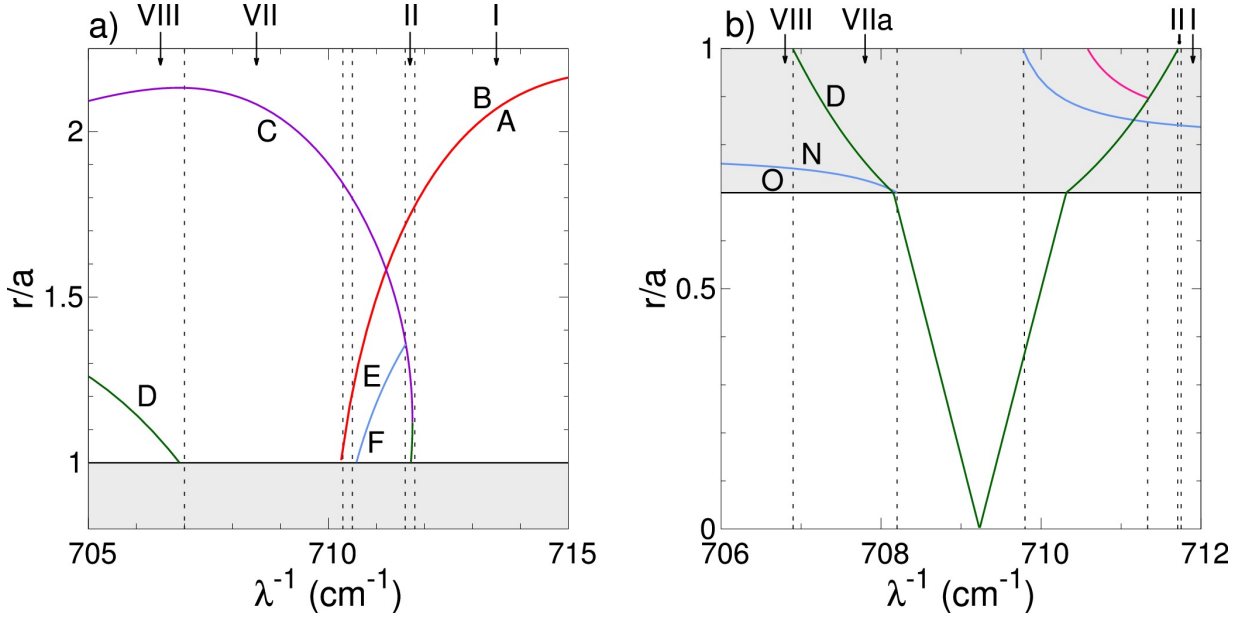 a) VIII VII II I
B
A
2
C
r/a
1.5
D
E
F
1
705 710 715
λ⁻¹ (cm⁻¹)
b) VIII VIIa II I
1
D
N
O
r/a
0.5
0
706 708 710 712
λ⁻¹ (cm⁻¹)